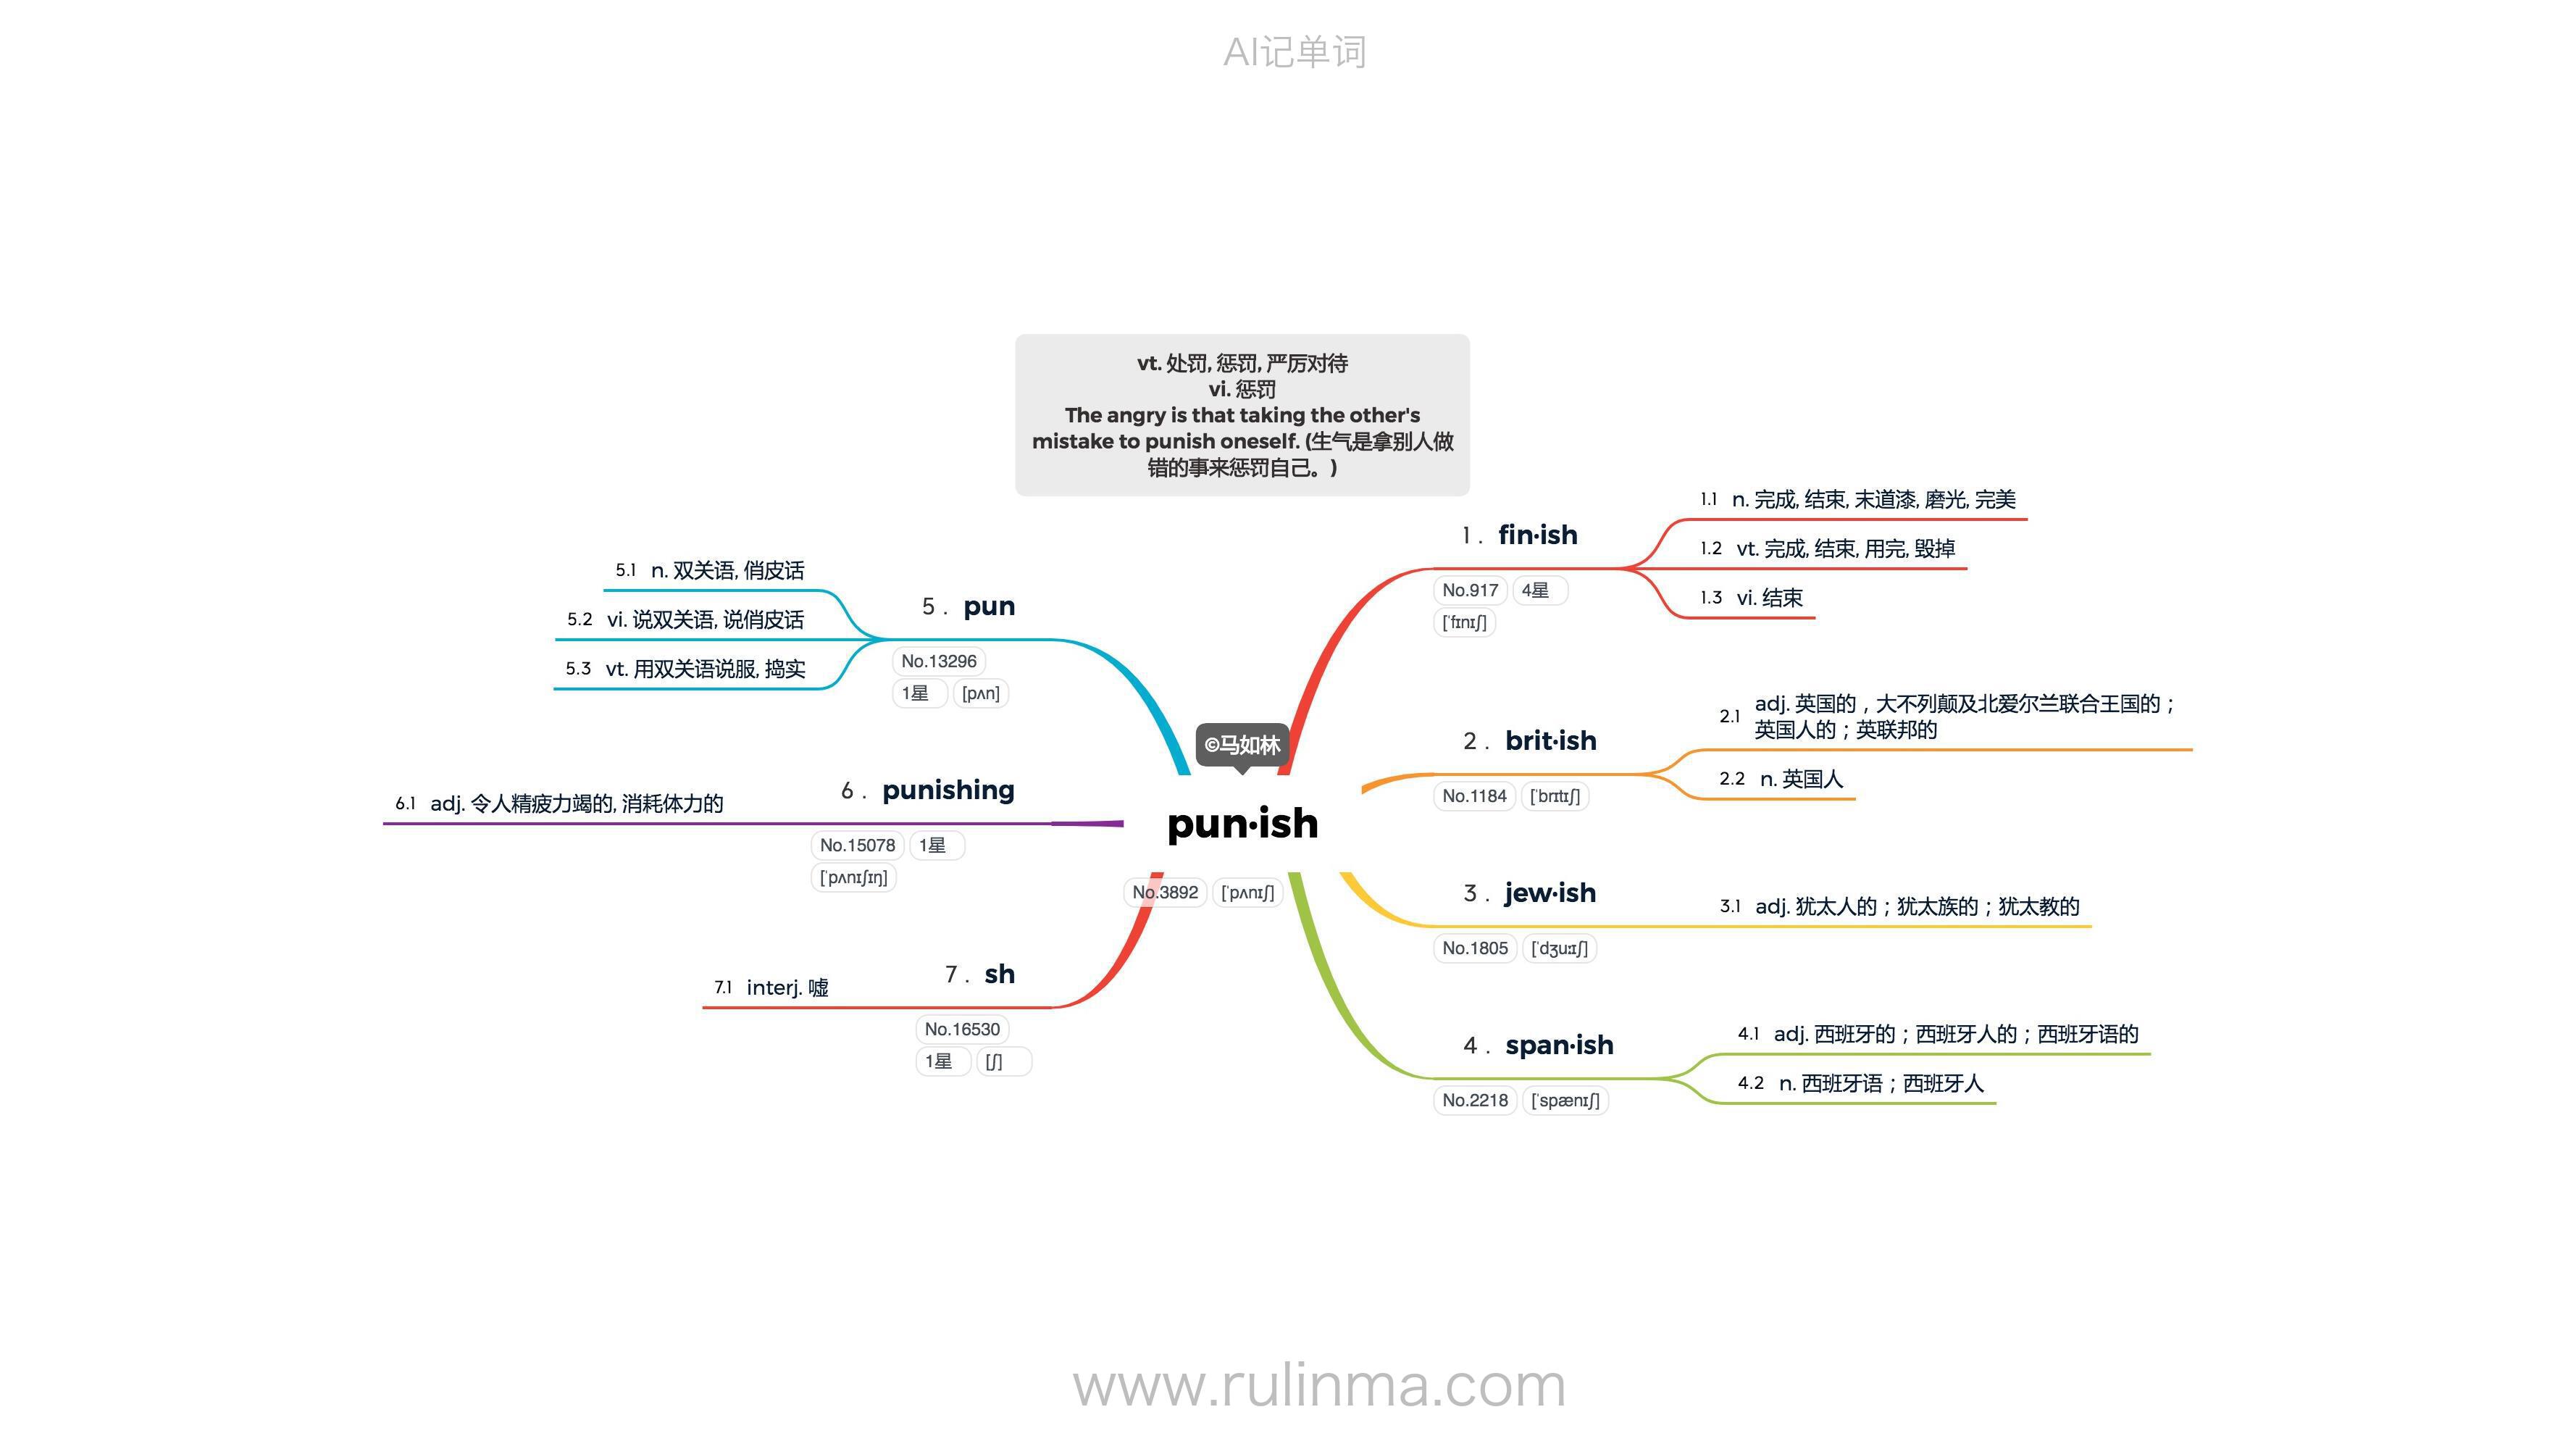 AI记单词
vt. 处罚, 惩罚, 严厉对待
vi. 惩罚
The angry is that taking the other's
mistake to punish oneself. (生气是拿别人做
错的事来惩罚自己。)
©马如林
pun·ish
No.3892 [ˈpʌnɪʃ]
1. fin·ish
No.917 4星
[ˈfɪnɪʃ]
1.1 n. 完成, 结束, 末道漆, 磨光, 完美
1.2 vt. 完成, 结束, 用完, 毁掉
1.3 vi. 结束
2. brit·ish
No.1184 [ˈbrɪtɪʃ]
2.1 adj. 英国的，大不列颠及北爱尔兰联合王国的；
英国人的；英联邦的
2.2 n. 英国人
3. jew·ish
No.1805 [ˈdʒuːɪʃ]
3.1 adj. 犹太人的；犹太族的；犹太教的
4. span·ish
No.2218 [ˈspænɪʃ]
4.1 adj. 西班牙的；西班牙人的；西班牙语的
4.2 n. 西班牙语；西班牙人
5. pun
No.13296
1星 [pʌn]
5.1 n. 双关语, 俏皮话
5.2 vi. 说双关语, 说俏皮话
5.3 vt. 用双关语说服, 捣实
6. punishing
No.15078 1星
[ˈpʌnɪʃɪŋ]
6.1 adj. 令人精疲力竭的, 消耗体力的
7. sh
No.16530
1星 [ʃ]
7.1 interj. 嘘
www.rulinma.com